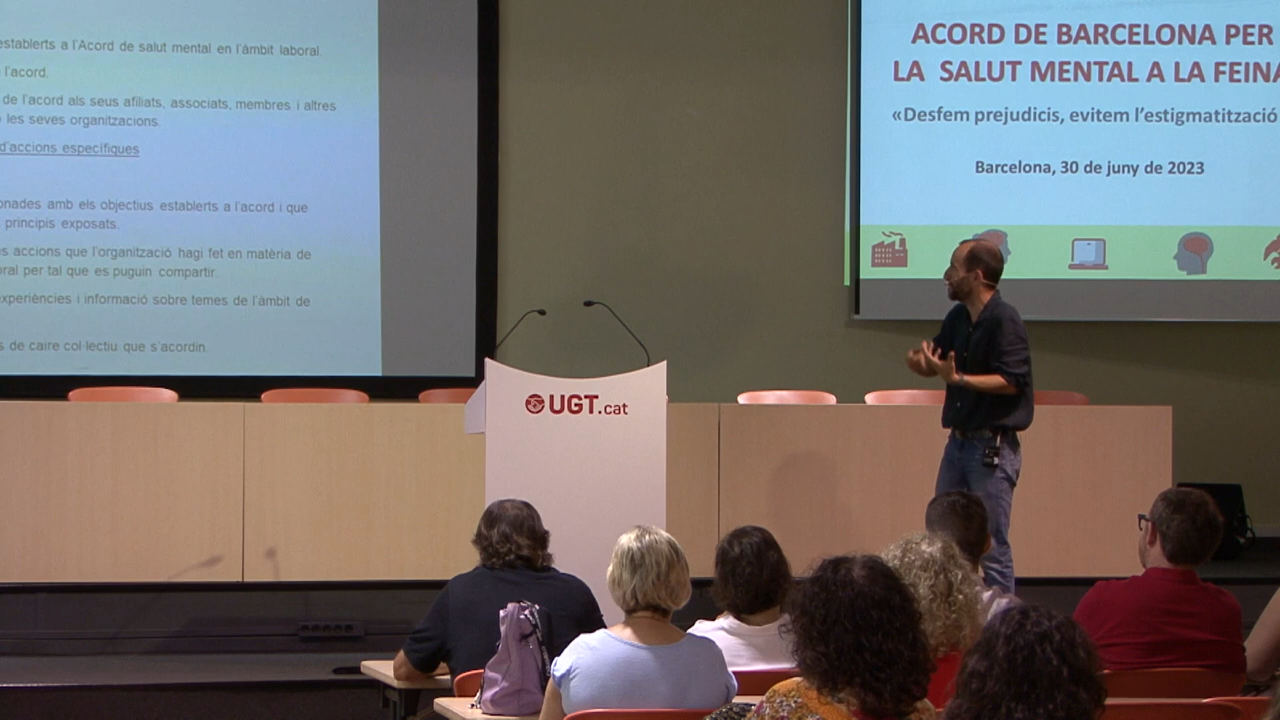 establerts a l'Acord de salut mental en l'àmbit laboral.
l'acord.
de l'acord als seus afiliats, associats, membres i altres
les seves organitzacions.
d'accions específiques
amb els objectius establerts a l'acord i que
principis exposats.
accions que l'organització hagi fet en matèria de
per tal que es puguin compartir.
experiències i informació sobre temes de l'àmbit de
de caire col·lectiu que s'acordin.
ACORD DE BARCELONA PER
LA SALUT MENTAL A LA FEINA
«Desfem prejudicis, evitem l'estigmatització
Barcelona, 30 de juny de 2023
UGT.cat